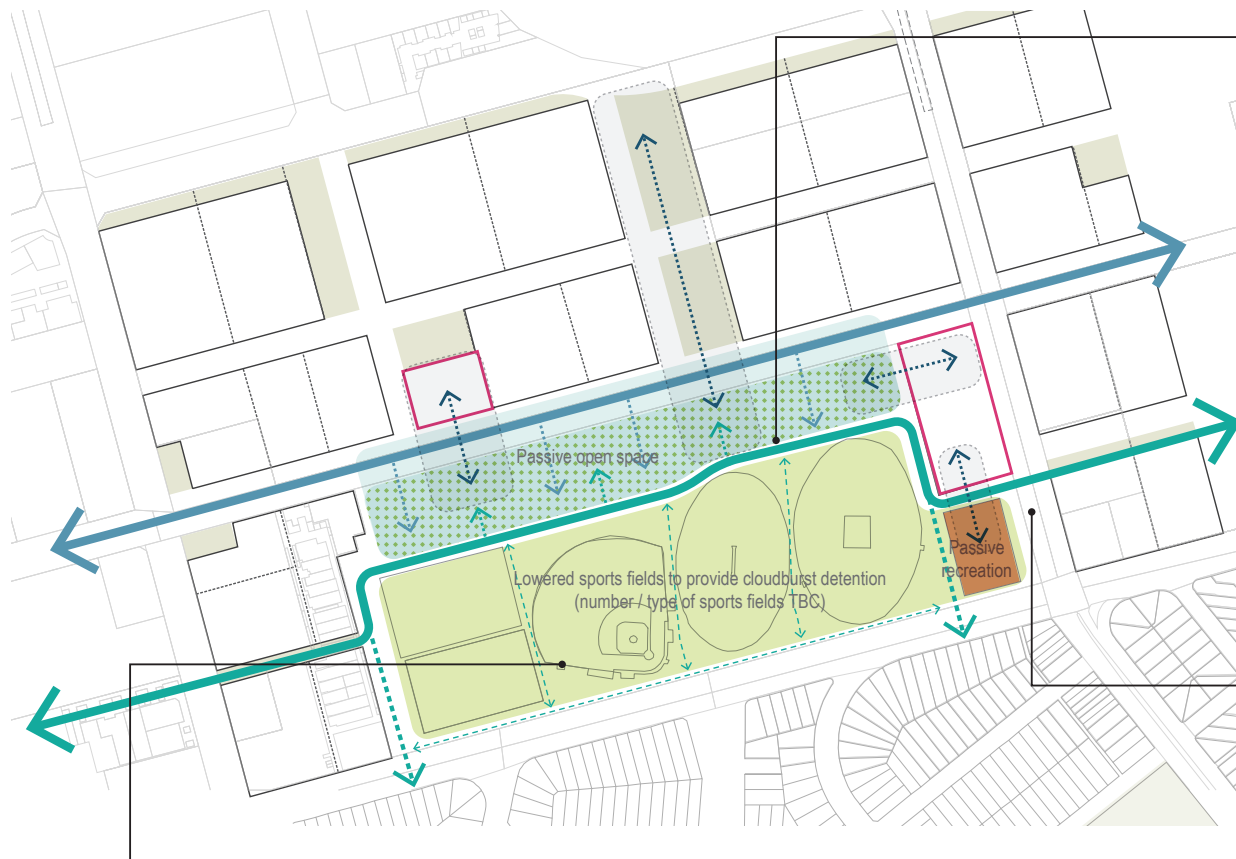 Passive open space
Lowered sports fields to provide cloudburst detention
(number / type of sports fields TBC)
Passive
recreation